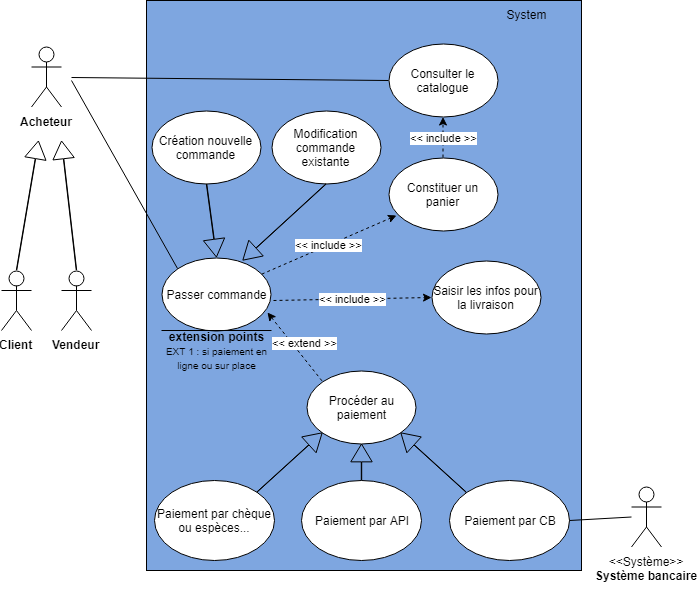 System
Consulter le
catalogue
Acheteur
Création nouvelle
commande
Modification
commande
existante
<< include >>
Constituer un
panier
<< include >>
Passer commande
<< include >>
Saisir les infos pour
la livraison
Client
Vendeur
extension points
EXT 1 : si paiement en
ligne ou sur place
<< extend >>
Procéder au
paiement
Paiement par chèque
ou espèces...
Paiement par API
Paiement par CB
<<Système>>
Système bancaire